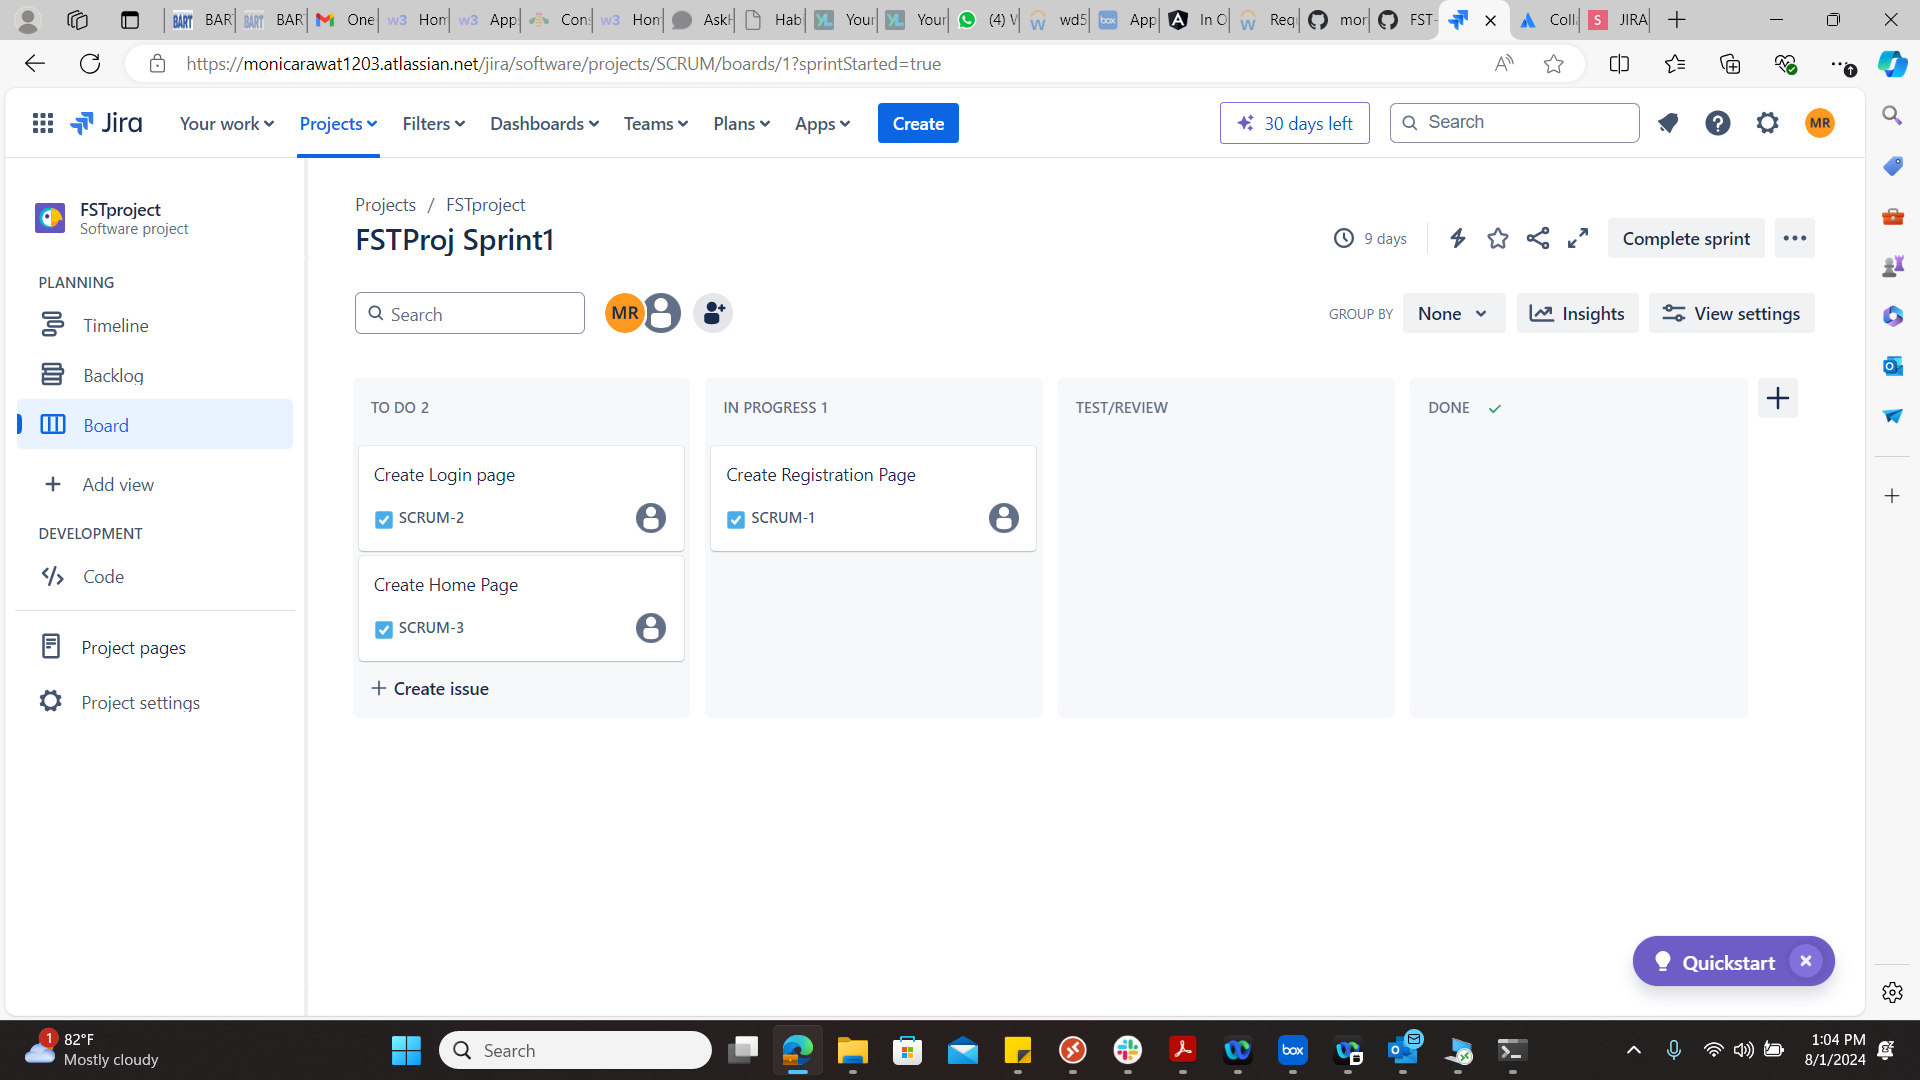 BAR
BAR
One
Hom
App
Con
Hom
Ask
Hab
Your
Your
(4) 
wd5
App
In O
Req
mor
FST-
Coll
JIRA
https://monicarawat1203.atlassian.net/jira/software/projects/SCRUM/boards/1?sprintStarted=true
Jira
Your work
Projects
Filters
Dashboards
Teams
Plans
Apps
Create
30 days left
Search
MR
FSTproject
Software project
PLANNING
Timeline
Backlog
Board
Add view
DEVELOPMENT
Code
Project pages
Project settings
Projects / FSTproject
FSTProj Sprint1
9 days
Complete sprint
Search
MR
GROUP BY
None
Insights
View settings
TO DO 2
Create Login page
SCRUM-2
Create Home Page
SCRUM-3
Create issue
IN PROGRESS 1
Create Registration Page
SCRUM-1
TEST/REVIEW
DONE
Quickstart
1
82°F
Mostly cloudy
Search
box
1:04 PM
8/1/2024